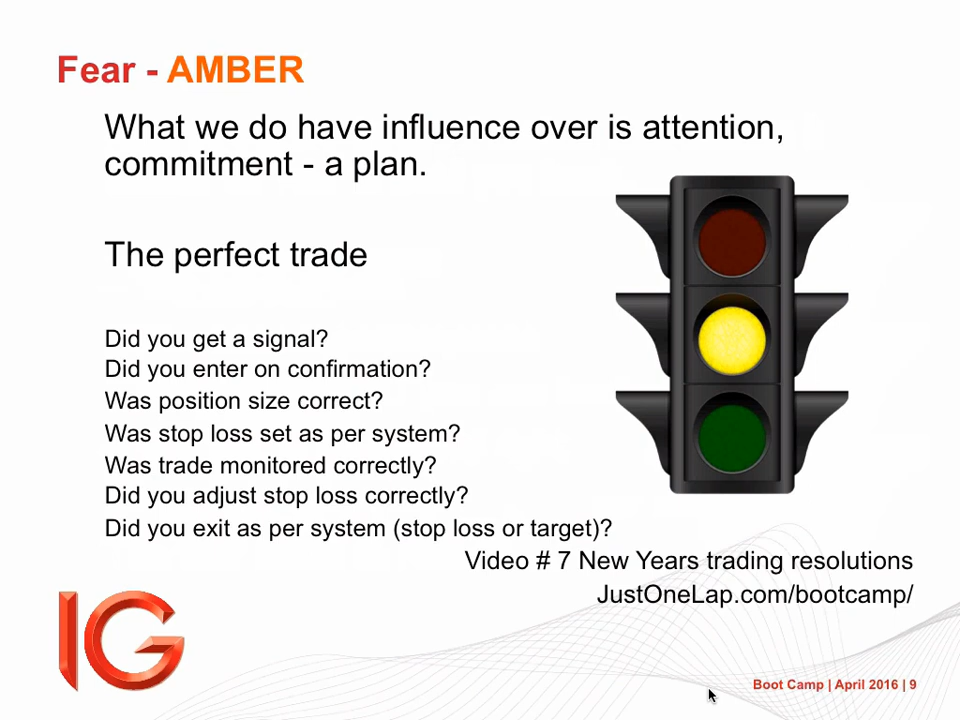 Fear - AMBER
What we do have influence over is attention,
commitment - a plan.
The perfect trade
Did you get a signal?
Did you enter on confirmation?
Was position size correct?
Was stop loss set as per system?
Was trade monitored correctly?
Did you adjust stop loss correctly?
Did you exit as per system (stop loss or target)?
Video # 7 New Years trading resolutions
JustOneLap.com/bootcamp/
IG
Boot Camp | April 2016 | 9